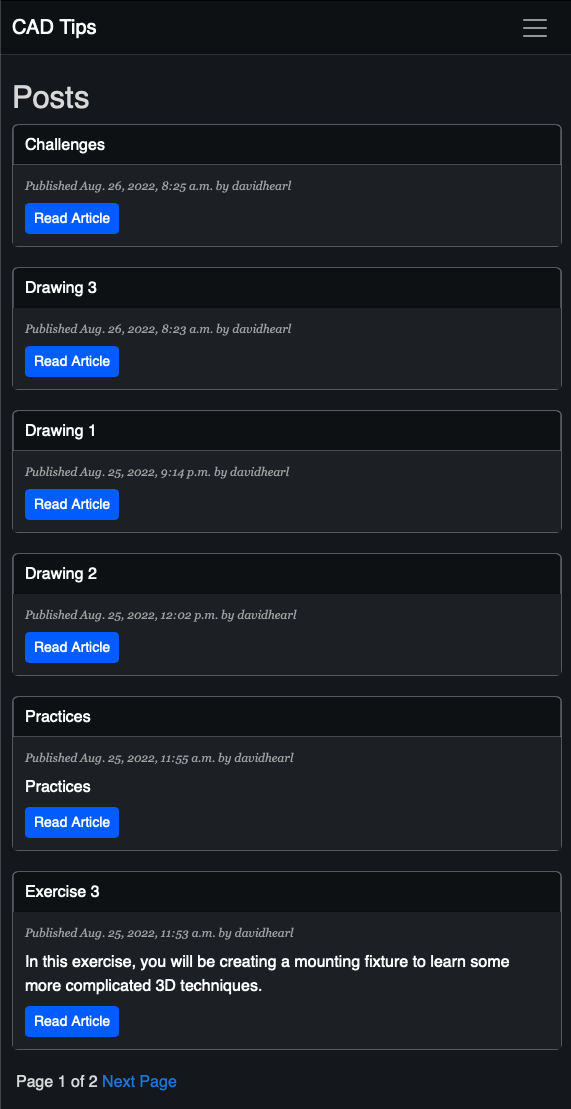 CAD Tips
Posts
Challenges
Published Aug. 26, 2022, 8:25 a.m. by davidhearl
Read Article
Drawing 3
Published Aug. 26, 2022, 8:23 a.m. by davidhearl
Read Article
Drawing 1
Published Aug. 25, 2022, 9:14 p.m. by davidhearl
Read Article
Drawing 2
Published Aug. 25, 2022, 12:02 p.m. by davidhearl
Read Article
Practices
Published Aug. 25, 2022, 11:55 a.m. by davidhearl
Practices
Read Article
Exercise 3
Published Aug. 25, 2022, 11:53 a.m. by davidhearl
In this exercise, you will be creating a mounting fixture to learn some
more complicated 3D techniques.
Read Article
Page 1 of 2 Next Page